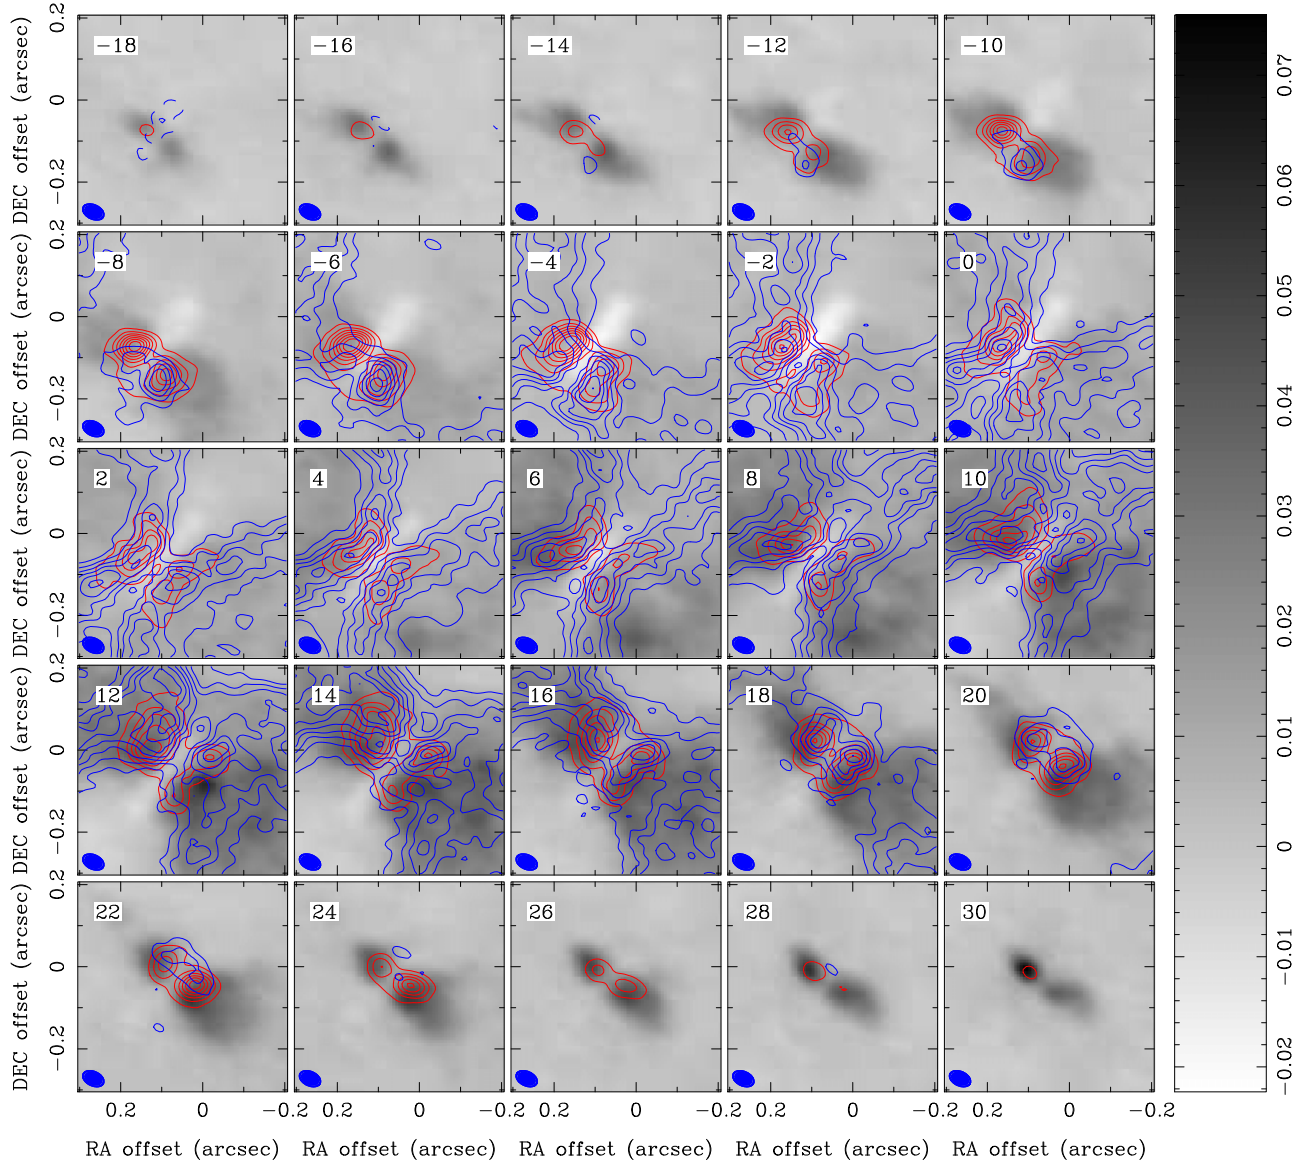 0.2 0 −0.2 DEC offset (arcsec) −18 −16 −14 −12 −10
0.2 0 −0.2 DEC offset (arcsec) −8 −6 −4 −2 0
0.2 0 −0.2 DEC offset (arcsec) 2 4 6 8 10
0.2 0 −0.2 DEC offset (arcsec) 12 14 16 18 20
0.2 0 −0.2 DEC offset (arcsec) 22 24 26 28 30
0.2 0 0.2 0 −0.2 0.2 0 −0.2 0.2 0 0.2 0 −0.2
RA offset (arcsec) RA offset (arcsec) RA offset (arcsec) RA offset (arcsec) RA offset (arcsec)
0.07
0.06
0.05
0.04
0.03
0.02
0.01
0
−0.01
−0.02